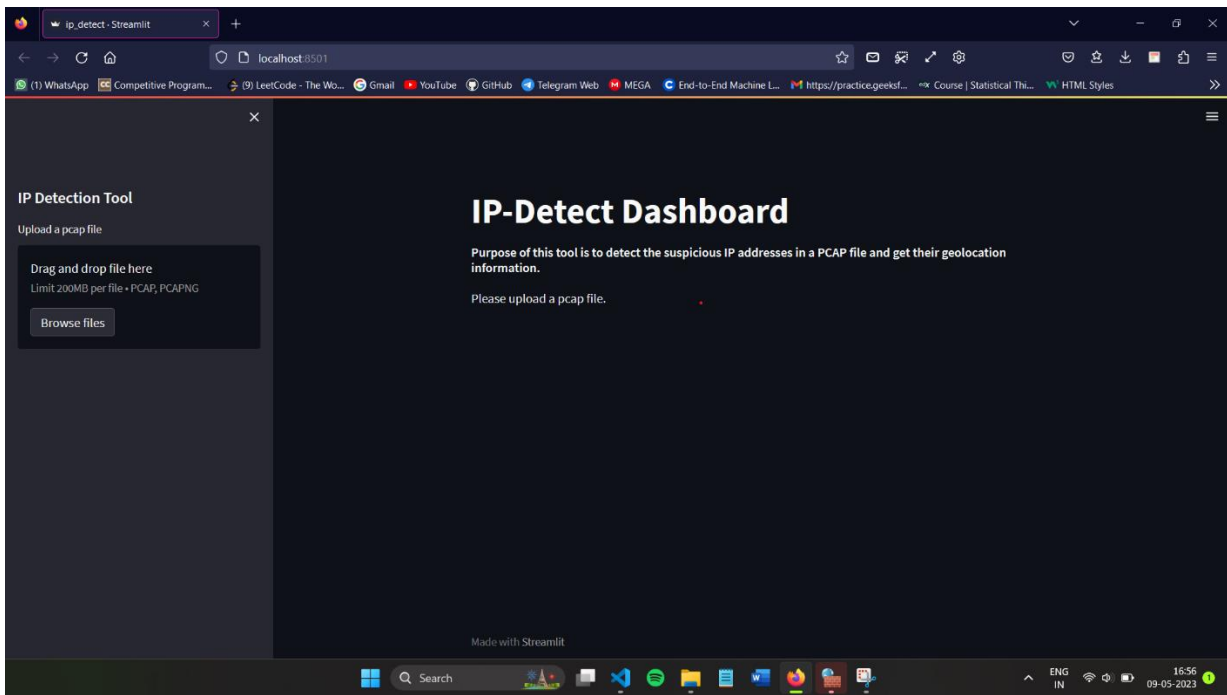 ip_detect · Streamlit
localhost:8501
(1) WhatsApp
Competitive Program...
(9) LeetCode - The Wo...
Gmail
YouTube
GitHub
Telegram Web
MEGA
End-to-End Machine L...
https://practice.geeksf...
Course | Statistical Thi...
HTML Styles
IP Detection Tool
Upload a pcap file
Drag and drop file here
Limit 200MB per file • PCAP, PCAPNG
Browse files
IP-Detect Dashboard
Purpose of this tool is to detect the suspicious IP addresses in a PCAP file and get their geolocation
information.
Please upload a pcap file.
Made with Streamlit
Search
ENG
IN
16:56
09-05-2023
1